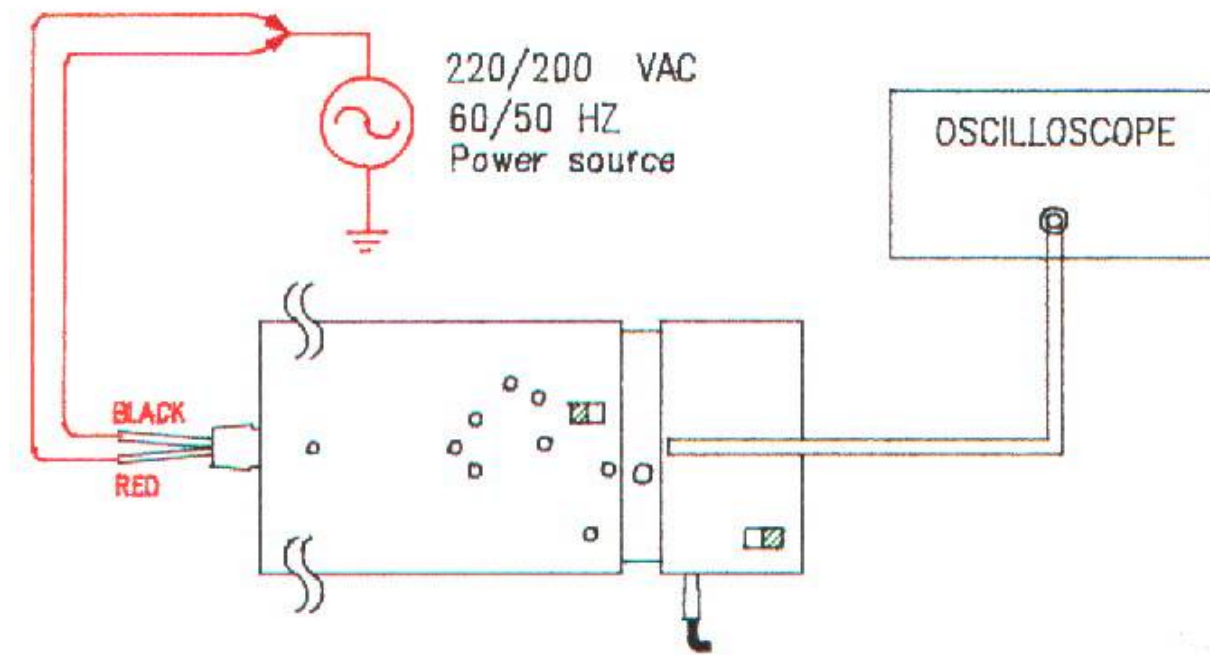 220/200 VAC
60/50 HZ
Power source
OSCILLOSCOPE
BLACK
RED